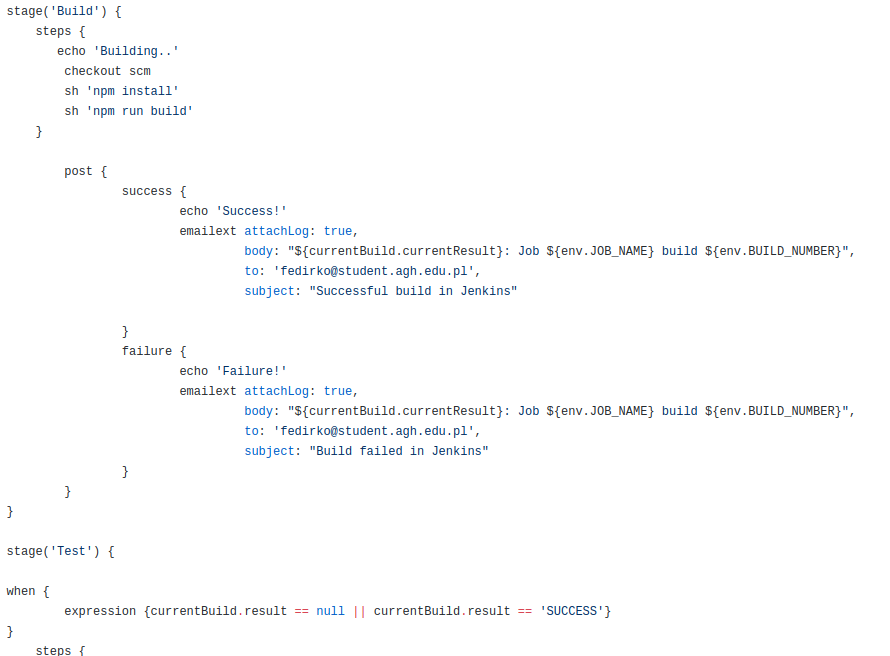 stage('Build') {
    steps {
       echo 'Building..'
        checkout scm
        sh 'npm install'
        sh 'npm run build'
    }

        post {
                success {
                        echo 'Success!'
                        emailext attachLog: true,
                                 body: "${currentBuild.currentResult}: Job ${env.JOB_NAME} build ${env.BUILD_NUMBER}",
                                 to: 'fedirko@student.agh.edu.pl',
                                 subject: "Successful build in Jenkins"

                }
                failure {
                        echo 'Failure!'
                        emailext attachLog: true,
                                 body: "${currentBuild.currentResult}: Job ${env.JOB_NAME} build ${env.BUILD_NUMBER}",
                                 to: 'fedirko@student.agh.edu.pl',
                                 subject: "Build failed in Jenkins"
                }
        }
}

stage('Test') {

when {
        expression {currentBuild.result == null || currentBuild.result == 'SUCCESS'}
}
    steps {